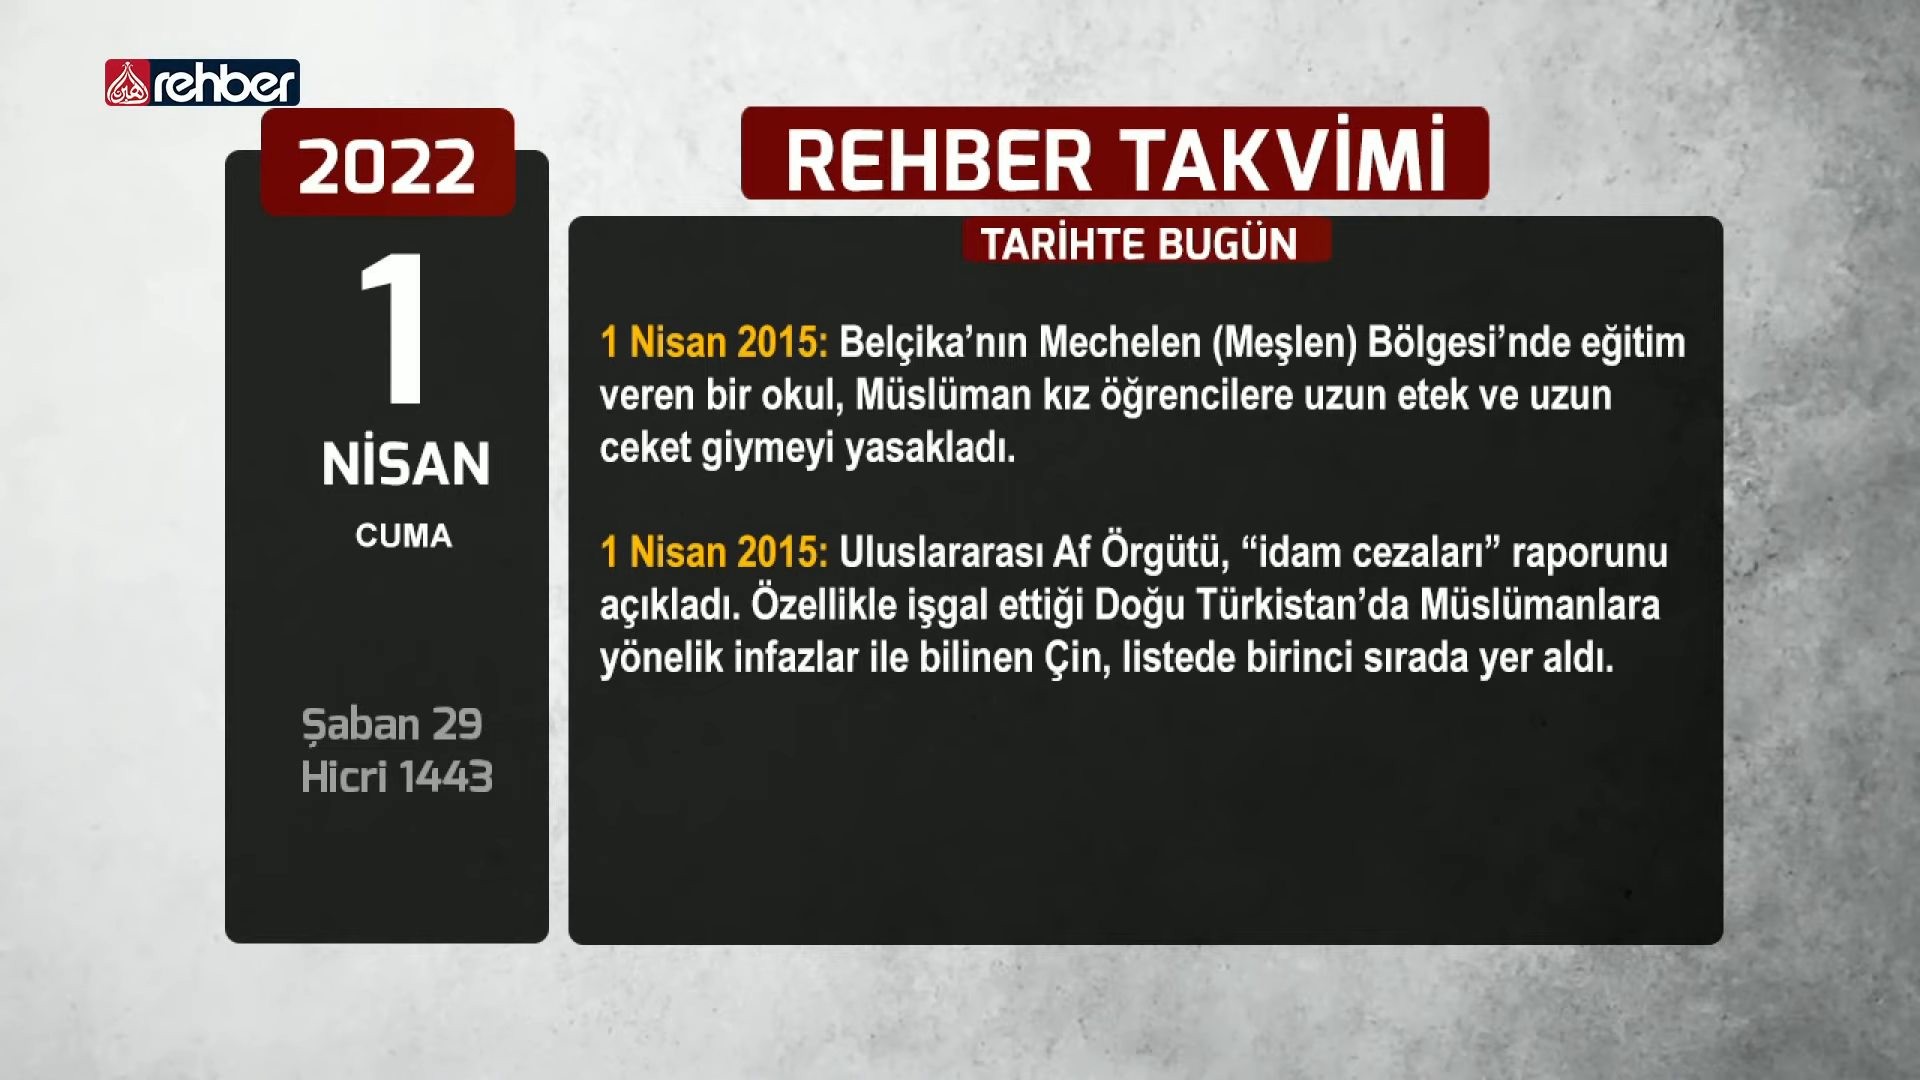 rehber
2022
1
NİSAN
CUMA
Şaban 29
Hicri 1443
REHBER TAKVİMİ
TARİHTE BUGÜN
1 Nisan 2015: Belçika’nın Mechelen (Meşlen) Bölgesi’nde eğitim
veren bir okul, Müslüman kız öğrencilere uzun etek ve uzun
ceket giymeyi yasakladı.
1 Nisan 2015: Uluslararası Af Örgütü, “idam cezaları” raporunu
açıkladı. Özellikle işgal ettiği Doğu Türkistan’da Müslümanlara
yönelik infazlar ile bilinen Çin, listede birinci sırada yer aldı.